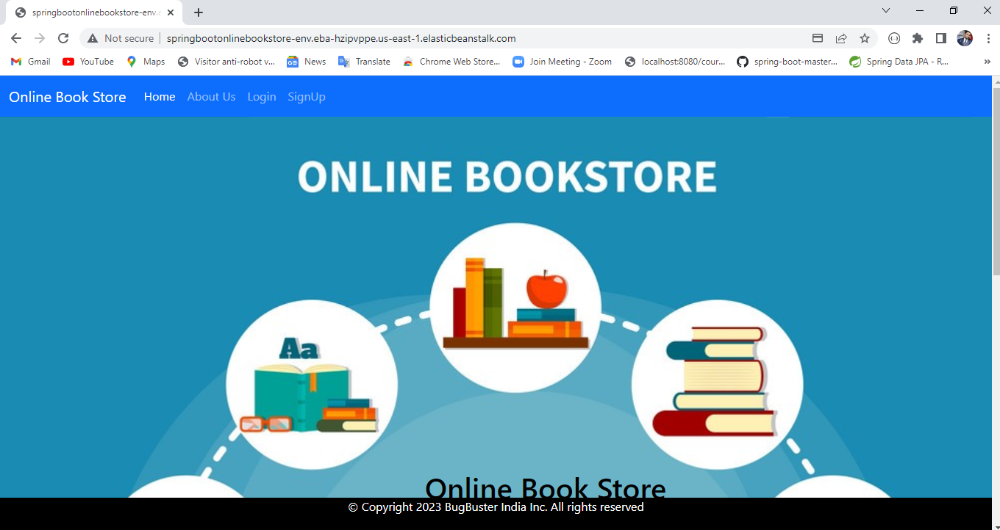 springbootonlinebookstore-env.e
Not secure
springbootonlinebookstore-env.eba-hzipvppe.us-east-1.elasticbeanstalk.com
Gmail YouTube Maps Visitor anti-robot v... News Translate Chrome Web Store... Join Meeting - Zoom localhost:8080/cour... spring-boot-master... Spring Data JPA - R... »
Online Book Store Home About Us Login SignUp
ONLINE BOOKSTORE
Aa
Online Book Store
© Copyright 2023 BugBuster India Inc. All rights reserved